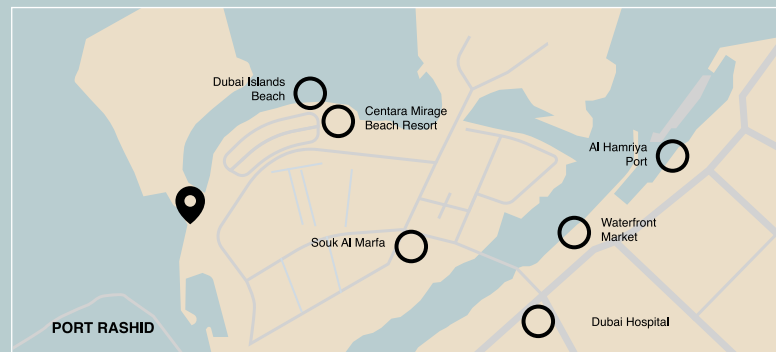 Dubai Islands
Beach
Centara Mirage
Beach Resort
Al Hamriya
Port
Waterfront
Market
Souk Al Marfa
PORT RASHID
Dubai Hospital